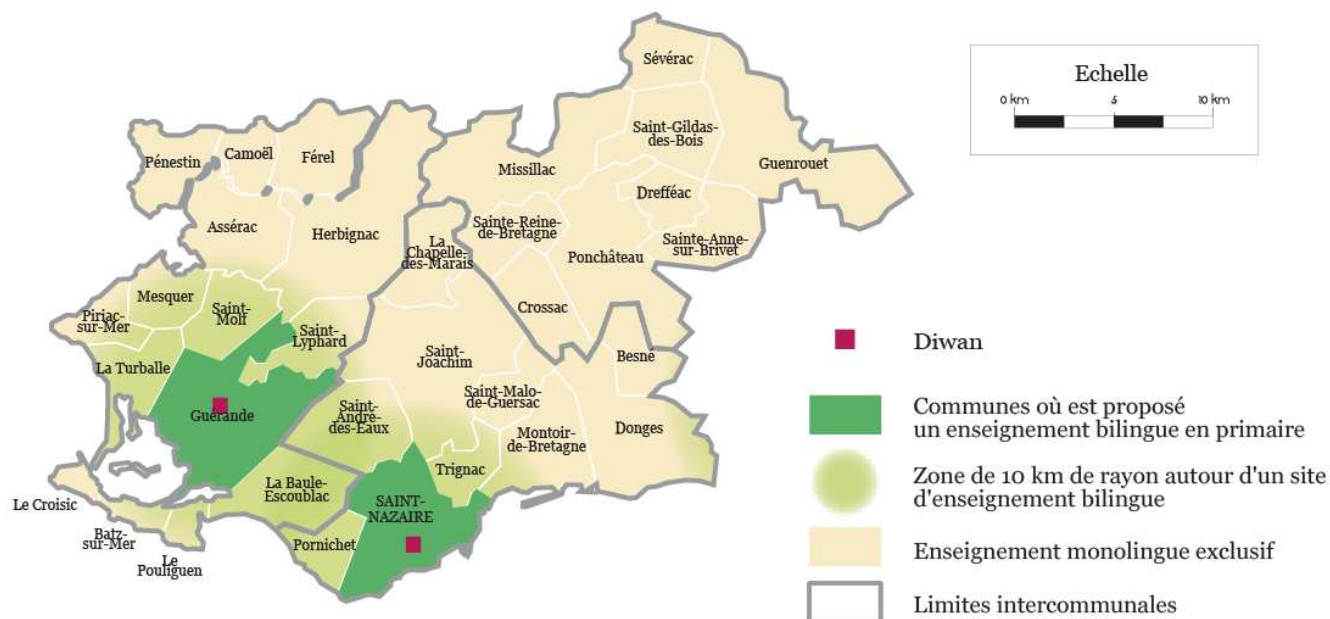 Sévérac
Echelle
0 km
5
10 km
Saint-Gildas-
des-Bois
Guenrouet
Pénestin
Camoël
Férel
Missillac
Drefféac
Assérac
Herbignac
La
Chapelle-
des-Marais
Sainte-Reine-
de-Bretagne
Ponchâteau
Sainte-Anne-
sur-Brivet
Crossac
Mesquer
Saint-
Molf
Piriac-
sur-Mer
Saint-
Lyphard
La Turballe
Saint-
Joachim
Besné
Guérande
Saint-
André-
des-Eaux
Saint-Malo-
de-Guersac
Montoir-
de-Bretagne
Donges
Trignac
La Baule-
Escoublac
SAINT-
NAZAIRE
Le Croisic
Batz-
sur-Mer
Le
Pouliguen
Pornichet
Diwan
Communes où est proposé
un enseignement bilingue en primaire
Zone de 10 km de rayon autour d'un site
d'enseignement bilingue
Enseignement monolingue exclusif
Limites intercommunales